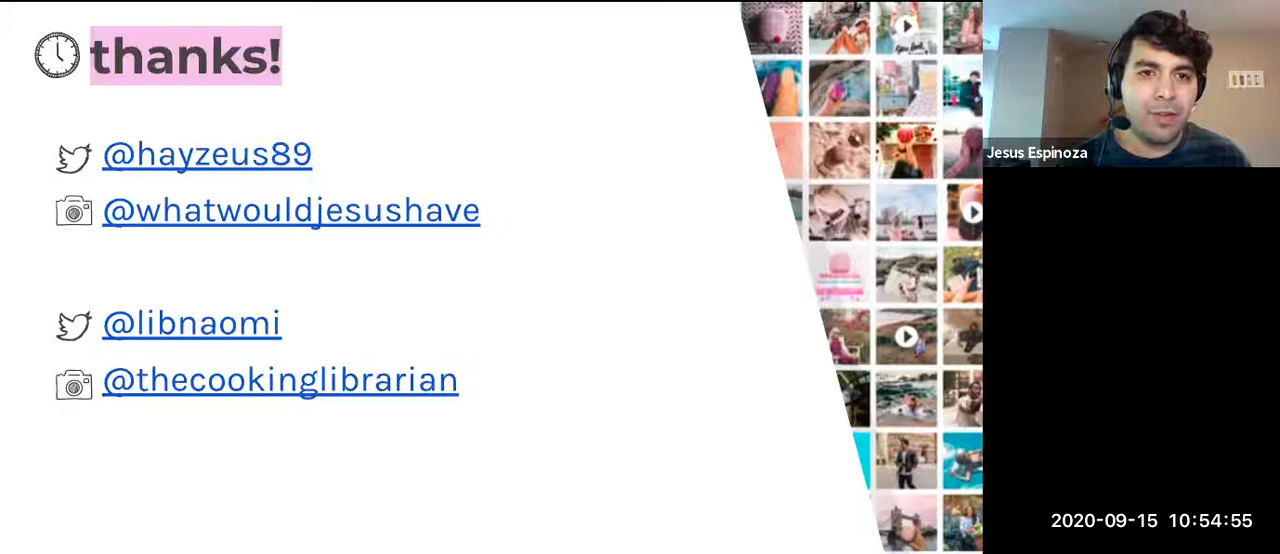 thanks!
@hayzeus89
@whatwouldjesushave
@libnaomi
@thecookinglibrarian
Jesus Espinoza
2020-09-15 10:54:55